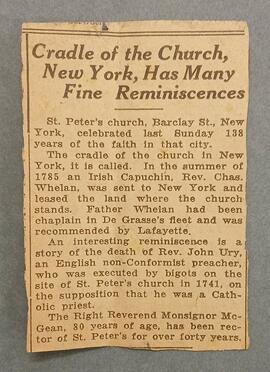 Cradle of the Church,
New York, Has Many
Fine Reminiscences
St. Peter's church, Barclay St., New
York, celebrated last Sunday 138
years of the faith in that city.
The cradle of the church in New
York, it is called. In the summer of
1785 an Irish Capuchin, Rev. Chas.
Whelan, was sent to New York and
leased the land where the church
stands. Father Whelan had been
chaplain in De Grasse's fleet and was
recommended by Lafayette.
An interesting reminiscence is a
story of the death of Rev. John Ury,
an English non-Conformist preacher,
who was executed by bigots on the
site of St. Peter's church in 1741, on
the supposition that he was a Cath-
olic priest.
The Right Reverend Monsignor Mc-
Gean, 80 years of age, has been rec-
tor of St. Peter's for over forty years.